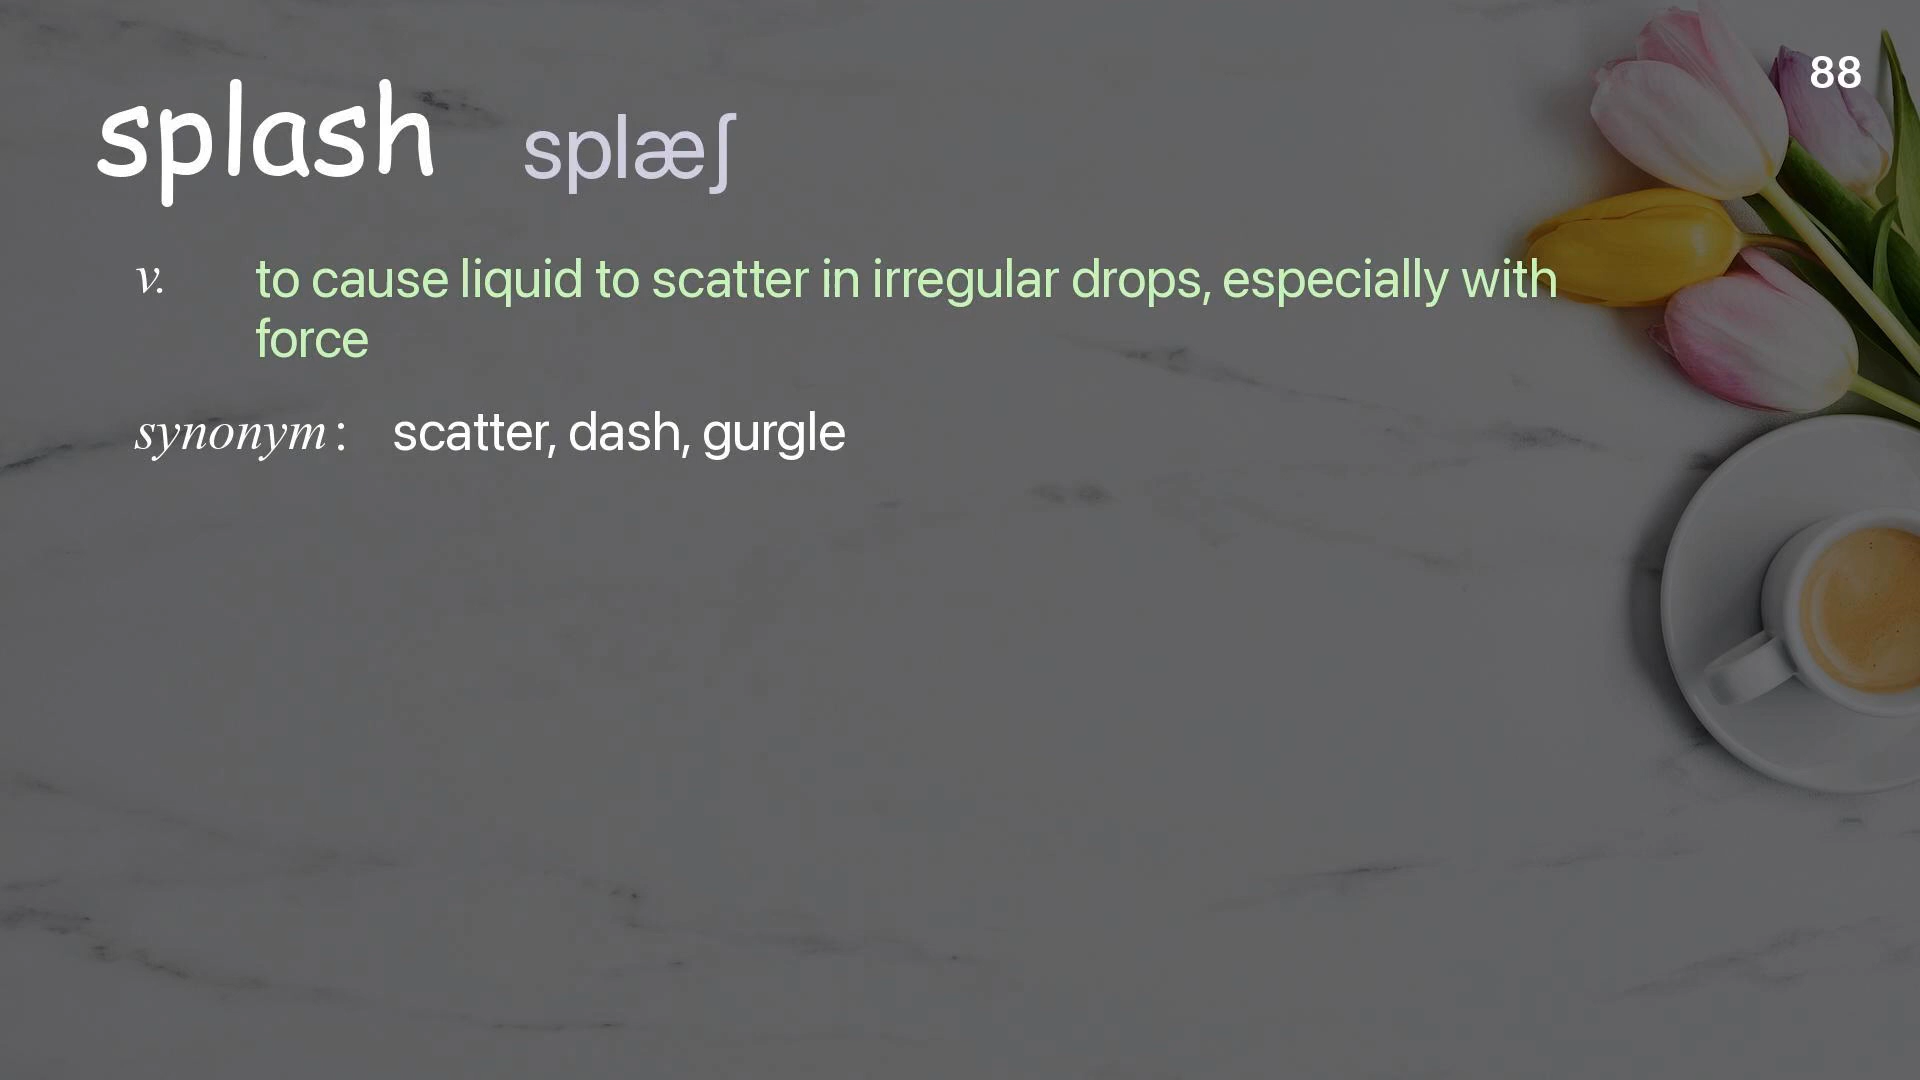 88
splash splæʃ
v. to cause liquid to scatter in irregular drops, especially with
force
synonym : scatter, dash, gurgle